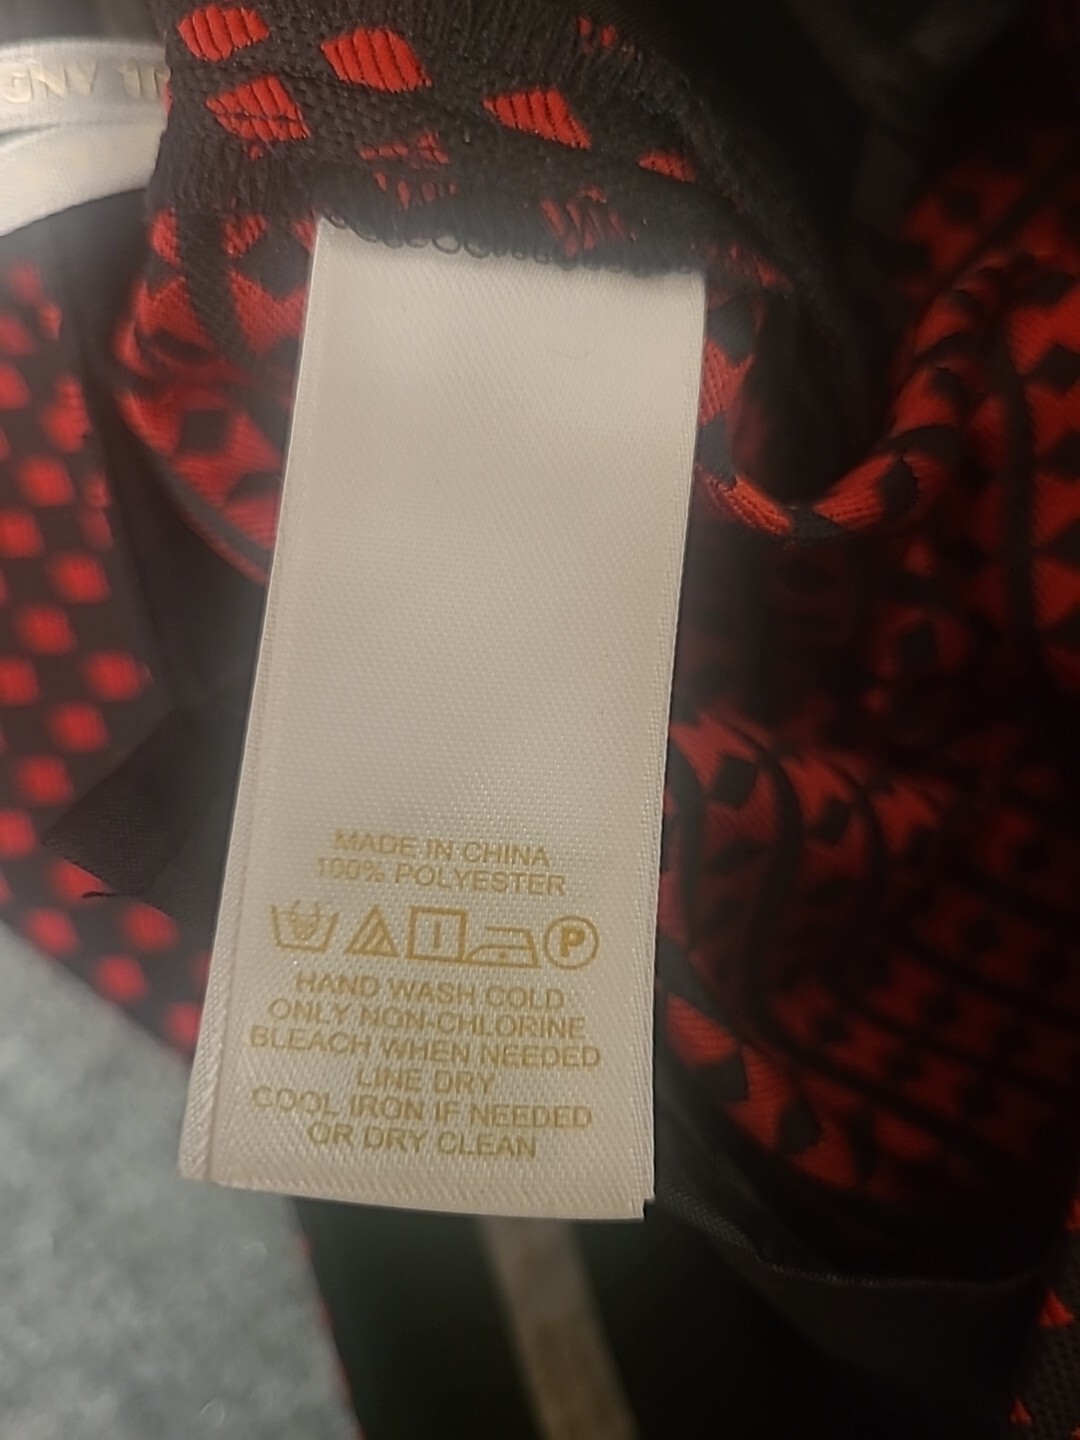 MADE IN CHINA
100% POLYESTER
P
HAND WASH COLD
ONLY NON-CHLORINE
BLEACH WHEN NEEDED
LINE DRY
COOL IRON IF NEEDED
OR DRY CLEAN